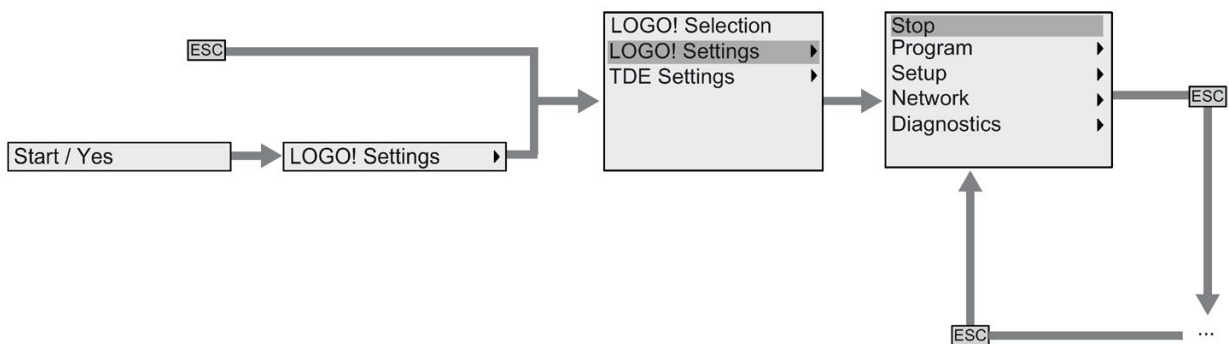 ESC
Start / Yes
LOGO! Settings
LOGO! Selection
LOGO! Settings
TDE Settings
Stop
Program
Setup
Network
Diagnostics
ESC
ESC
...